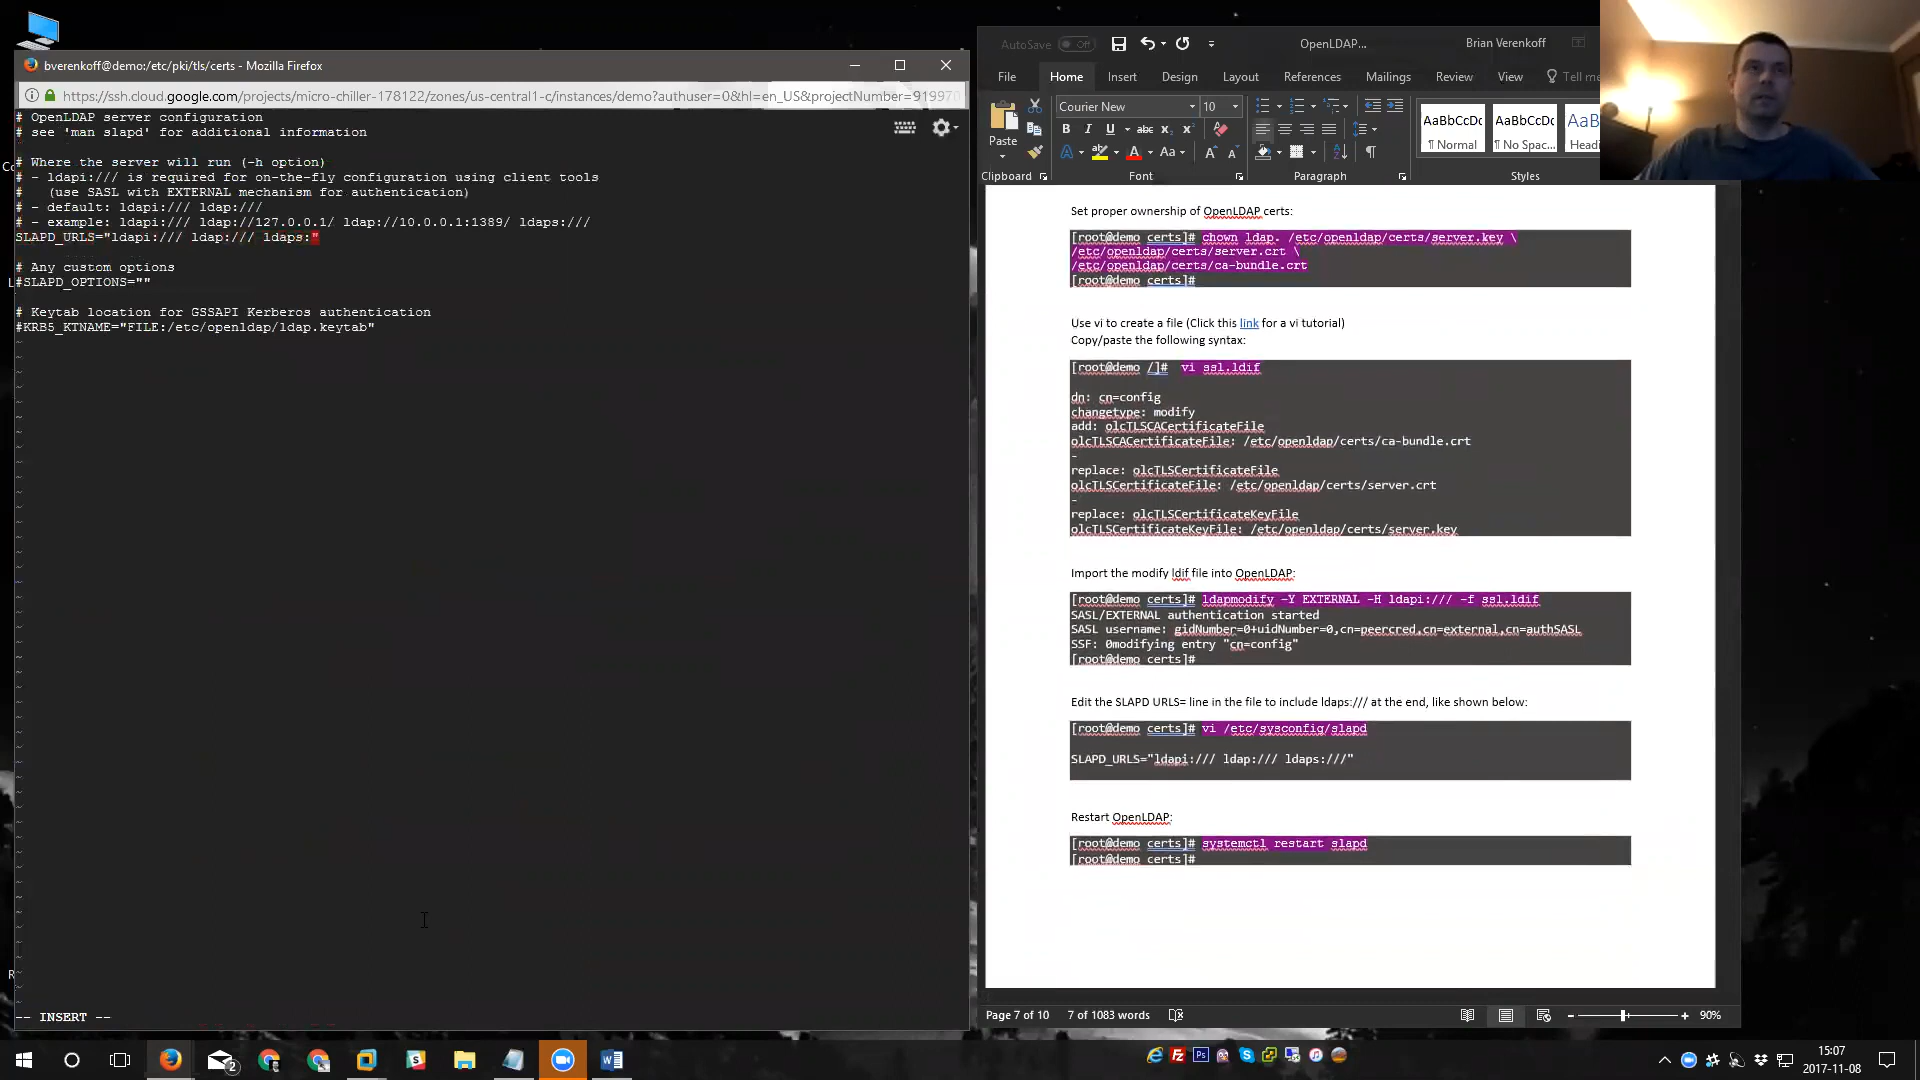 bverenkoff@demo:/etc/pki/tls/certs - Mozilla Firefox
https://ssh.cloud.google.com/projects/micro-chiller-178122/zones/us-central1-c/instances/demo?authuser=0&hl=en_US&projectNumber=919970
# OpenLDAP server configuration
# see 'man slapd' for additional information
# Where the server will run (-h option)
# - ldapi:/// is required for on-the-fly configuration using client tools
#   (use SASL with EXTERNAL mechanism for authentication)
# - default: ldapi:/// ldap:///
# - example: ldapi:/// ldap://127.0.0.1/ ldap://10.0.0.1:1389/ ldaps:///
SLAPD_URLS="ldapi:/// ldap:/// ldaps:"
# Any custom options
#SLAPD_OPTIONS=""
# Keytab location for GSSAPI Kerberos authentication
#KRB5_KTNAME="FILE:/etc/openldap/ldap.keytab"
-- INSERT --
AutoSave Off
OpenLDAP...
Brian Verenkoff
File Home Insert Design Layout References Mailings Review View Tell me
Paste
Courier New 10
B I U abc x₂ x²
Aa
AaBbCcDc AaBbCcDc AaBb
¶ Normal ¶ No Spac... Headi
Clipboard Font Paragraph Styles
Set proper ownership of OpenLDAP certs:
[root@demo certs]# chown ldap. /etc/openldap/certs/server.key \
/etc/openldap/certs/server.crt \
/etc/openldap/certs/ca-bundle.crt
[root@demo certs]#
Use vi to create a file (Click this link for a vi tutorial)
Copy/paste the following syntax:
[root@demo /]#  vi ssl.ldif
dn: cn=config
changetype: modify
add: olcTLSCACertificateFile
olcTLSCACertificateFile: /etc/openldap/certs/ca-bundle.crt
-
replace: olcTLSCertificateFile
olcTLSCertificateFile: /etc/openldap/certs/server.crt
-
replace: olcTLSCertificateKeyFile
olcTLSCertificateKeyFile: /etc/openldap/certs/server.key
Import the modify ldif file into OpenLDAP:
[root@demo certs]# ldapmodify -Y EXTERNAL -H ldapi:/// -f ssl.ldif
SASL/EXTERNAL authentication started
SASL username: gidNumber=0+uidNumber=0,cn=peercred,cn=external,cn=authSASL
SSF: 0modifying entry "cn=config"
[root@demo certs]#
Edit the SLAPD URLS= line in the file to include ldaps:/// at the end, like shown below:
[root@demo certs]# vi /etc/sysconfig/slapd
SLAPD_URLS="ldapi:/// ldap:/// ldaps:///"
Restart OpenLDAP:
[root@demo certs]# systemctl restart slapd
[root@demo certs]#
Page 7 of 10 7 of 1083 words
90%
15:07
2017-11-08